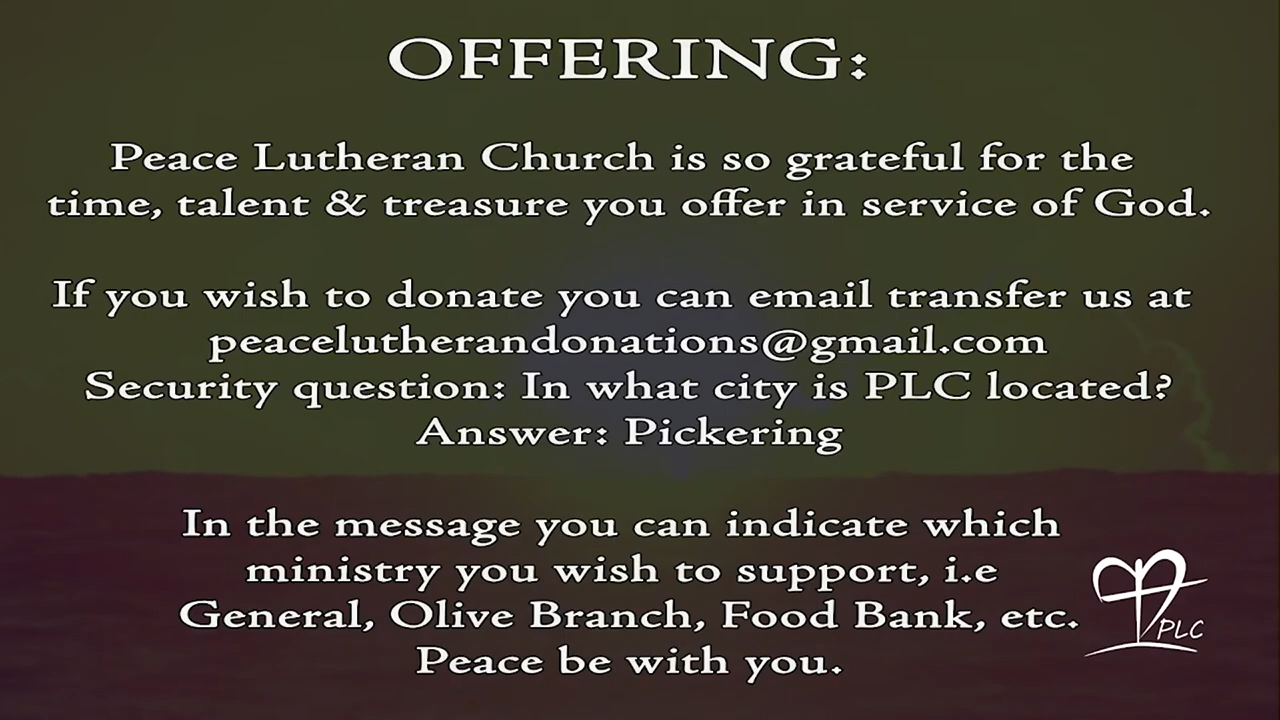 OFFERING:
Peace Lutheran Church is so grateful for the
time, talent & treasure you offer in service of God.
If you wish to donate you can email transfer us at
peacelutherandonations@gmail.com
Security question: In what city is PLC located?
Answer: Pickering
In the message you can indicate which
ministry you wish to support, i.e
General, Olive Branch, Food Bank, etc.
Peace be with you.
PLC